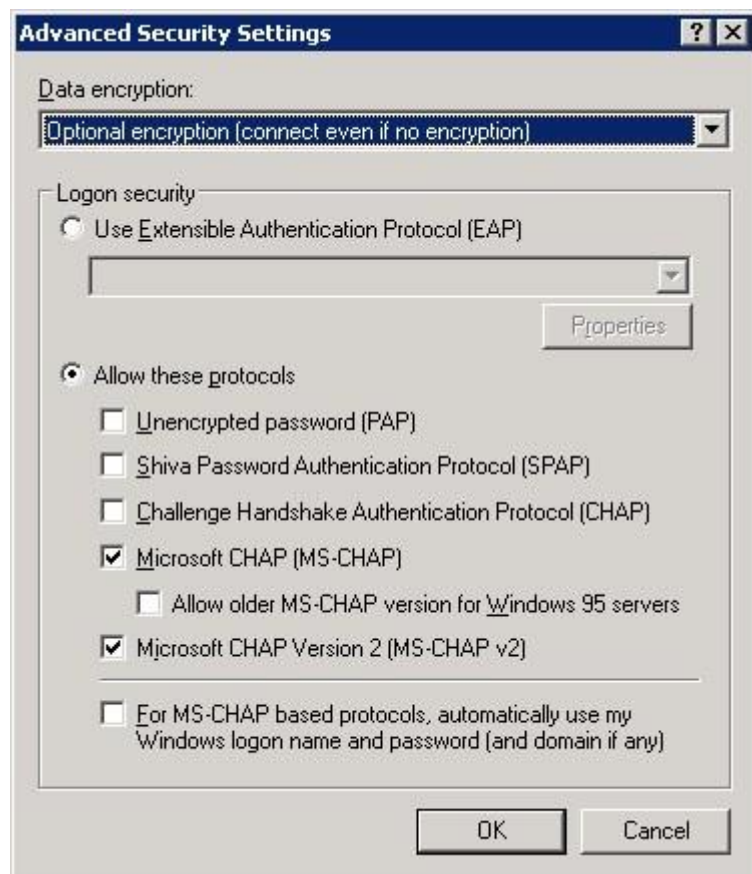 Advanced Security Settings
Data encryption:
Optional encryption (connect even if no encryption)
Logon security
Use Extensible Authentication Protocol (EAP)
Properties
Allow these protocols
Unencrypted password (PAP)
Shiva Password Authentication Protocol (SPAP)
Challenge Handshake Authentication Protocol (CHAP)
Microsoft CHAP (MS-CHAP)
Allow older MS-CHAP version for Windows 95 servers
Microsoft CHAP Version 2 (MS-CHAP v2)
For MS-CHAP based protocols, automatically use my
Windows logon name and password (and domain if any)
OK
Cancel